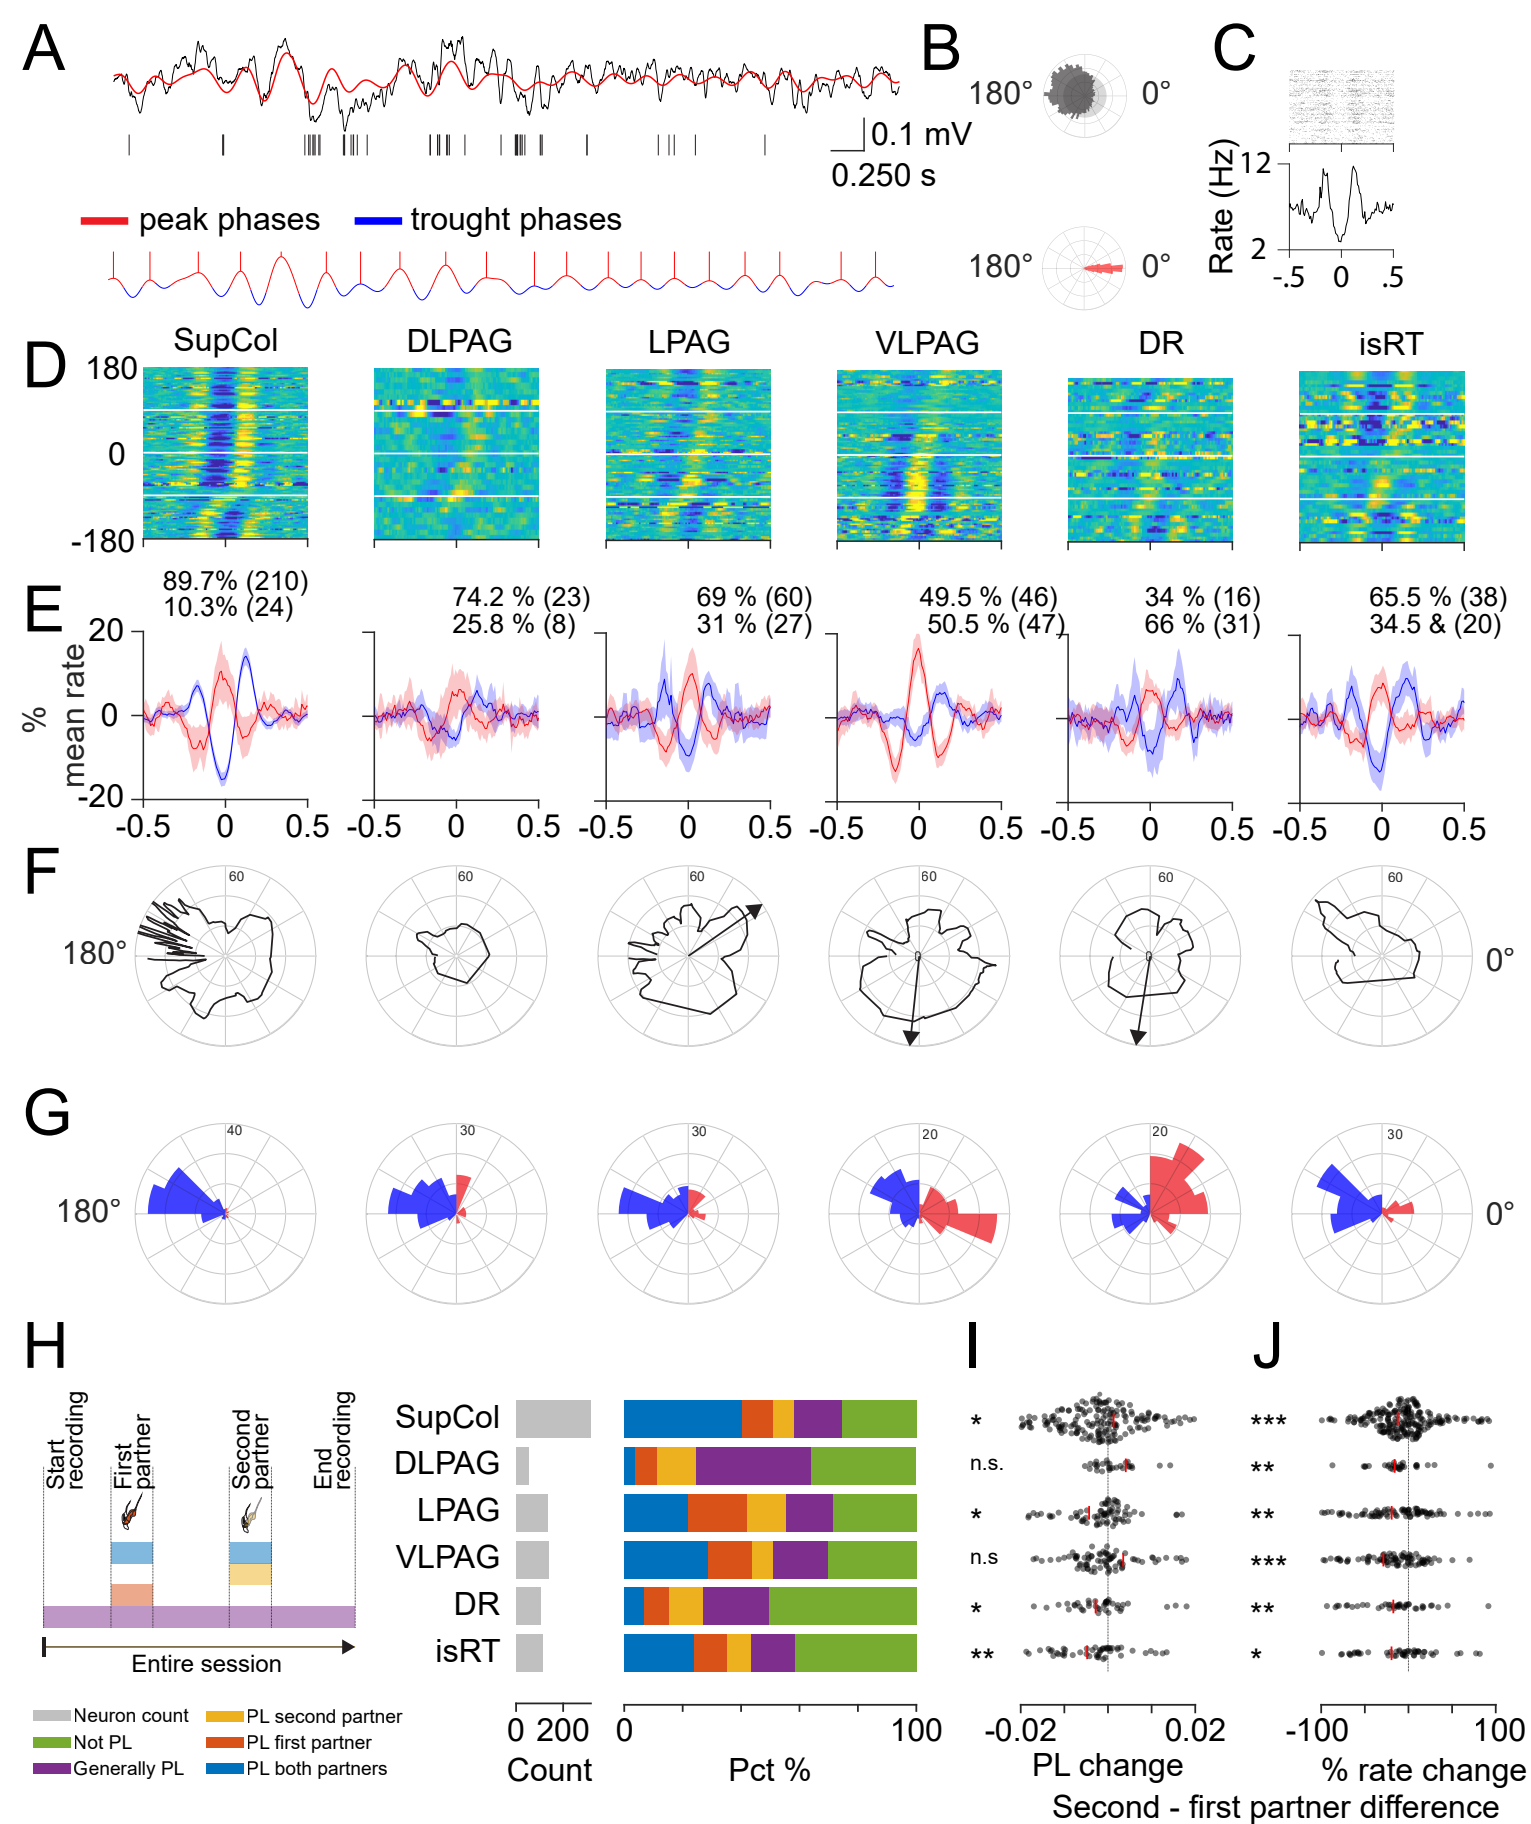 A
B
C
180°
0°
0.1 mV
0.250 s
peak phases
trought phases
180°
0°
Rate (Hz)
12
2
-.5 0 .5
D
SupCol
DLPAG
LPAG
VLPAG
DR
isRT
180
0
-180
E
89.7% (210)
10.3% (24)
74.2 % (23)
25.8 % (8)
69 % (60)
31 % (27)
49.5 % (46)
50.5 % (47)
34 % (16)
66 % (31)
65.5 % (38)
34.5 & (20)
%
mean rate
20
0
-20
-0.5 0 0.5
-0.5 0 0.5
-0.5 0 0.5
-0.5 0 0.5
-0.5 0 0.5
-0.5 0 0.5
F
60
60
60
60
60
60
180°
0
0
0°
G
40
30
30
20
20
30
180°
0°
H
Start
recording
First
partner
Second
partner
End
recording
Entire session
SupCol
DLPAG
LPAG
VLPAG
DR
isRT
Neuron count
Not PL
Generally PL
PL second partner
PL first partner
PL both partners
0 200
Count
0 100
Pct %
I
*
n.s.
*
n.s
*
**
-0.02 0.02
PL change
J
***
**
**
***
**
*
-100 100
% rate change
Second - first partner difference